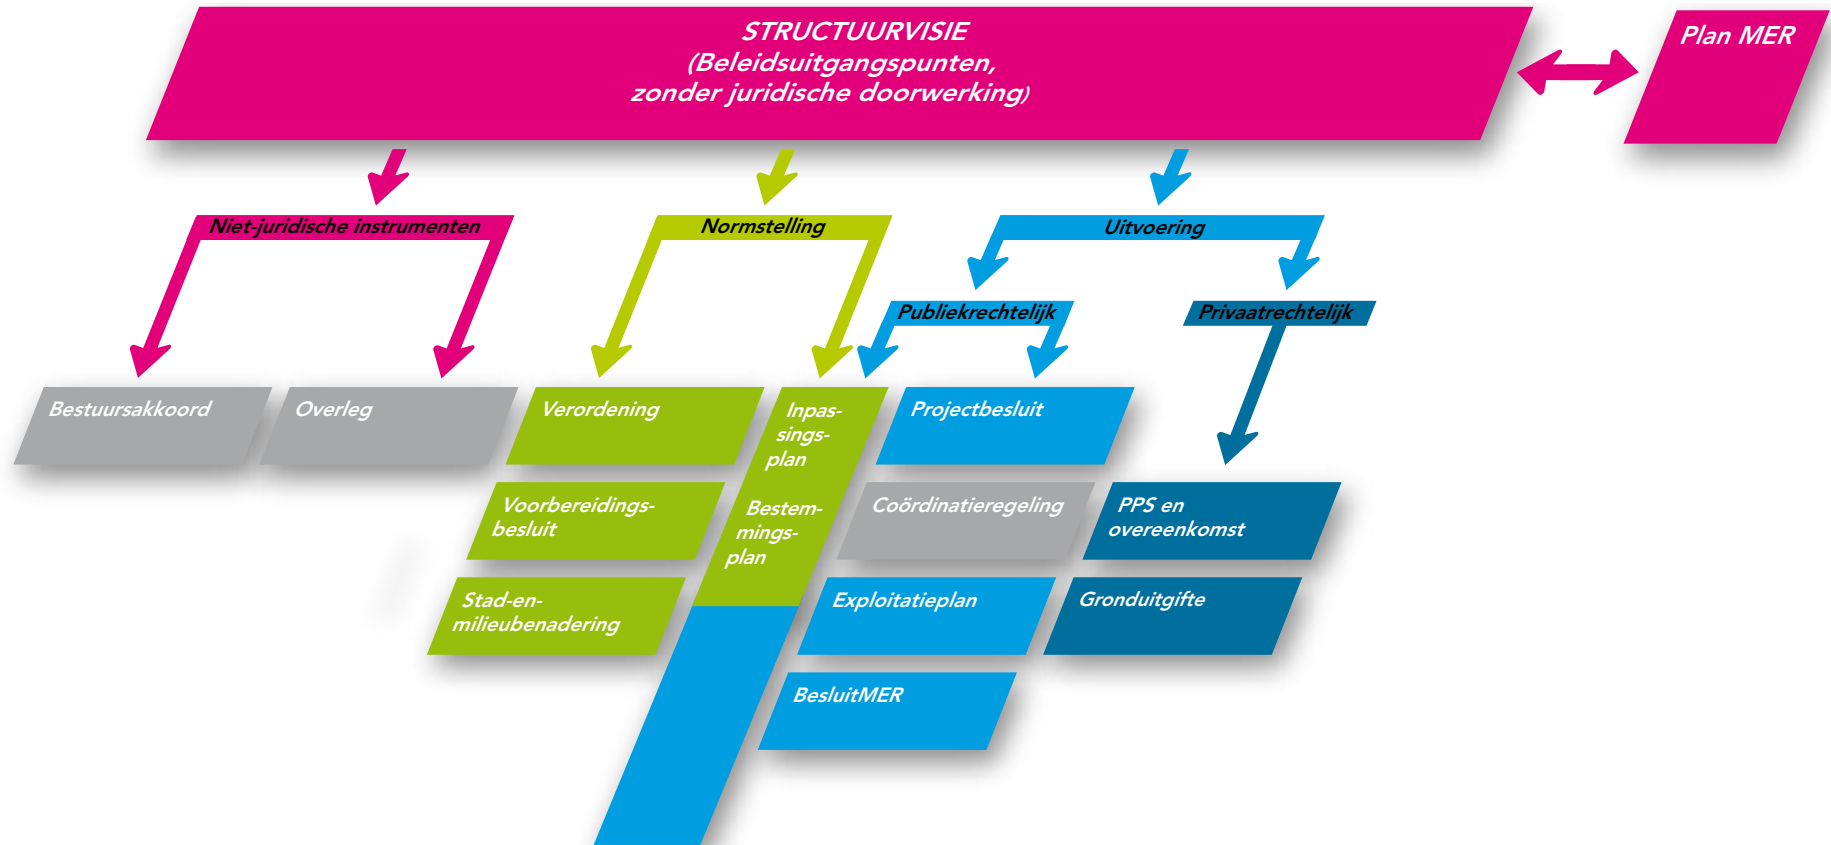 STRUCTUURVISIE
(Beleidsuitgangspunten,
zonder juridische doorwerking)
Plan MER
Niet-juridische instrumenten
Normstelling
Uitvoering
Publiekrechtelijk
Privaatrechtelijk
Bestuursakkoord
Overleg
Verordening
Voorbereidings-
besluit
Stad-en-
milieubenadering
Inpas-
sings-
plan
Bestem-
mings-
plan
Projectbesluit
Coördinatieregeling
Exploitatieplan
BesluitMER
PPS en
overeenkomst
Gronduitgifte